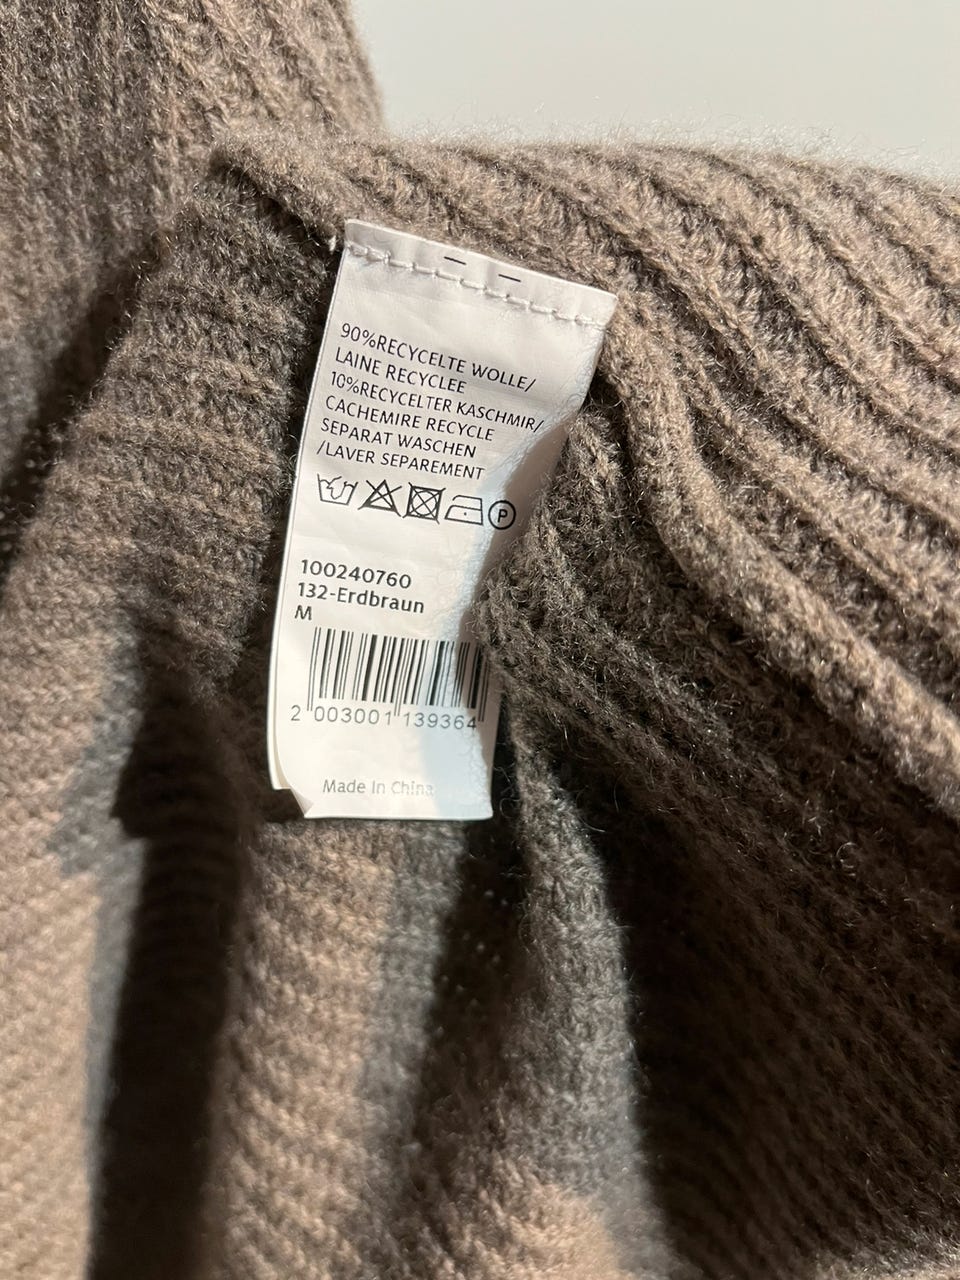 90%RECYCELTE WOLLE/
LAINE RECYCLEE
10%RECYCELTER KASCHMIR/
CACHEMIRE RECYCLE
SEPARAT WASCHEN
/LAVER SEPAREMENT
P
100240760
132-Erdbraun
M
2 003001 139364
Made In China